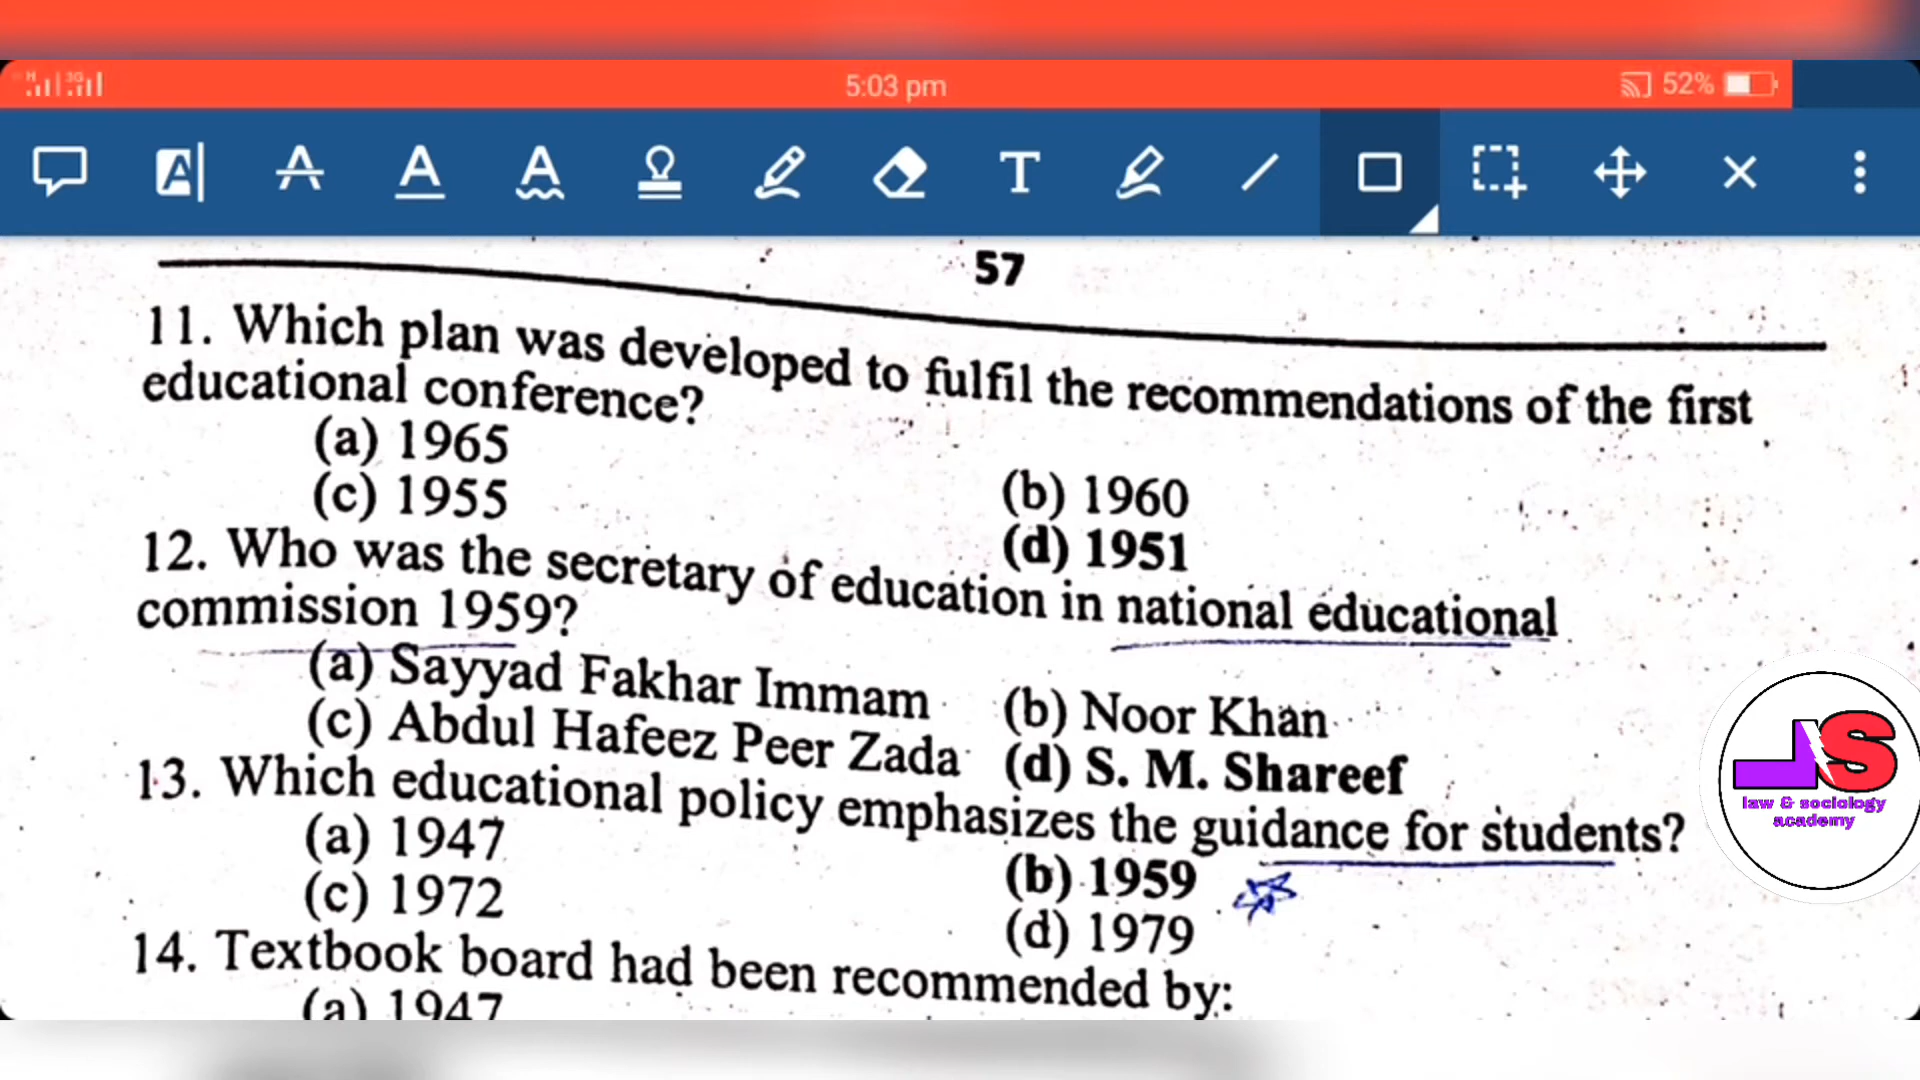 H 3G 5:03 pm 52%
A A A A T
57
11. Which plan was developed to fulfil the recommendations of the first
educational conference?
(a) 1965
(b) 1960
(c) 1955
(d) 1951
12. Who was the secretary of education in national educational
commission 1959?
(a) Sayyad Fakhar Immam
(b) Noor Khan
(c) Abdul Hafeez Peer Zada
(d) S. M. Shareef
13. Which educational policy emphasizes the guidance for students?
(a) 1947
(b) 1959
(c) 1972
(d) 1979
14. Textbook board had been recommended by:
(a) 1947
LS
law & sociology
academy